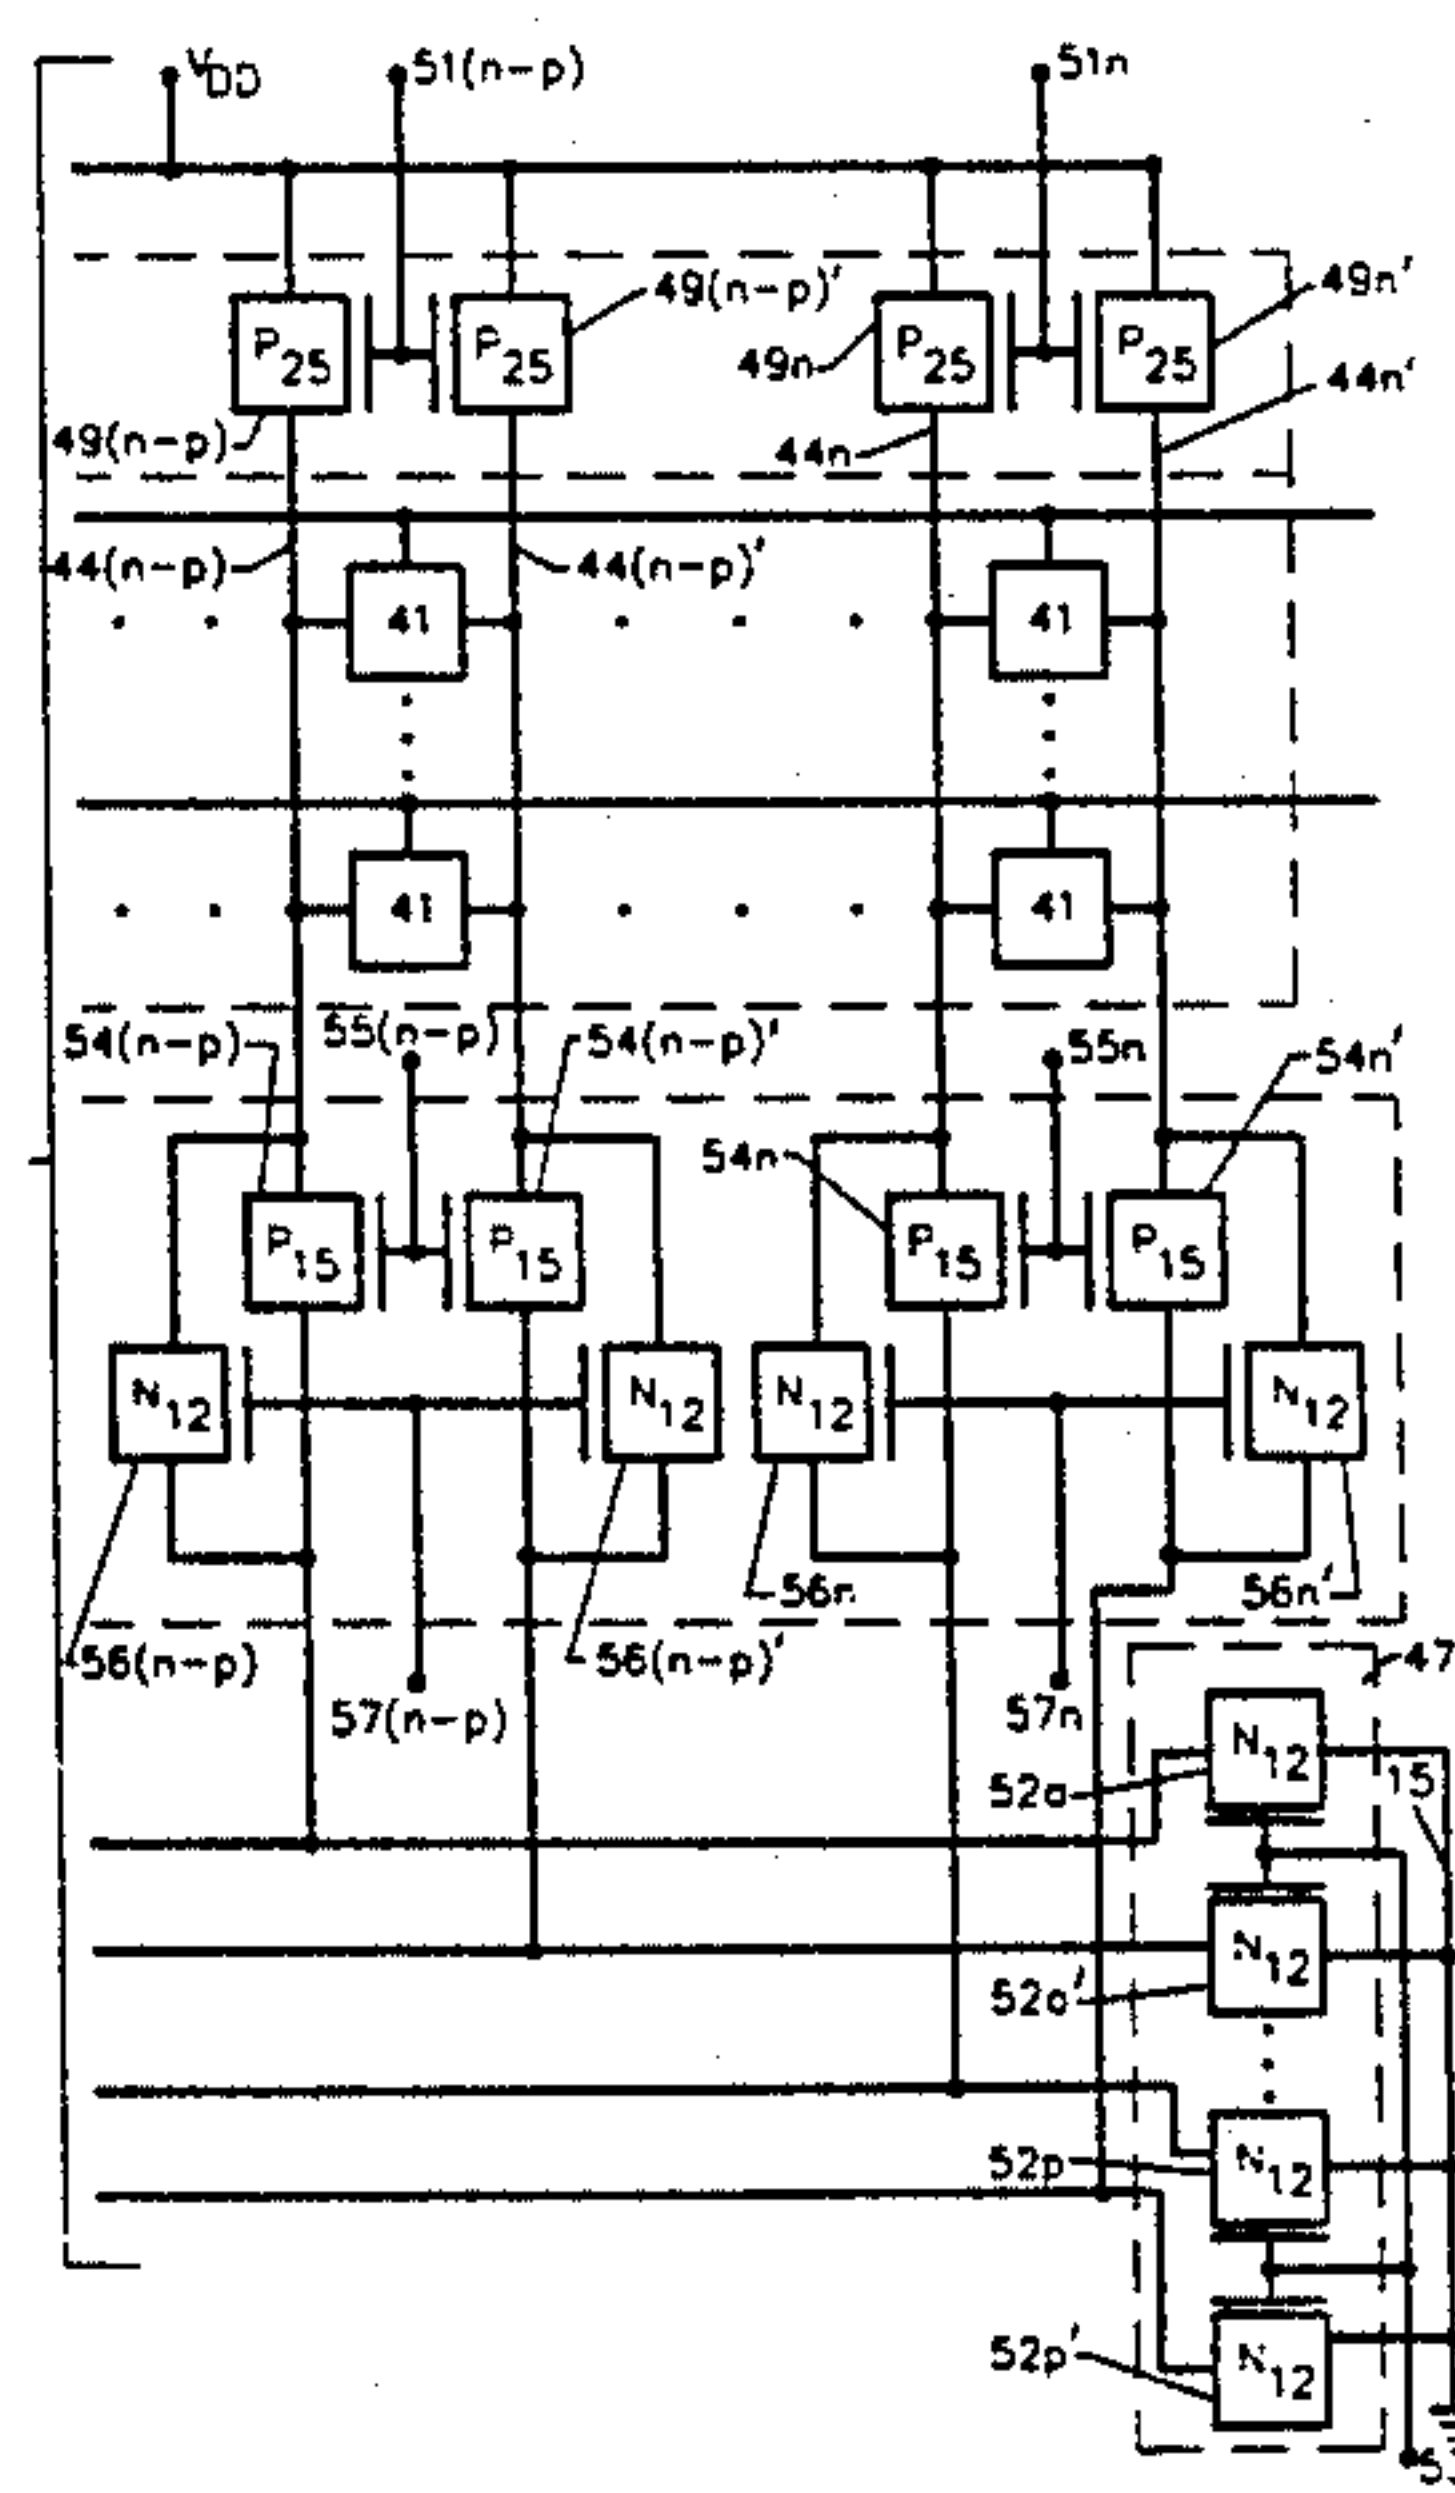 VDD 51(n-p) 51n
49(n-p)' 49n'
P25 P25 49n P25 P25
44n'
49(n-p) 44n
44(n-p) 44(n-p)'
41 41
41 41
54(n-p) 55(n-p) 54(n-p)' 55n 54n'
54n
P15 P15 P15 P15
N12 N12 N12 N12
56n 56n'
56(n-p) 56(n-p)' 47
57(n-p) 57n
N12
52a 15
N12
52a'
52p N12
52p' N12